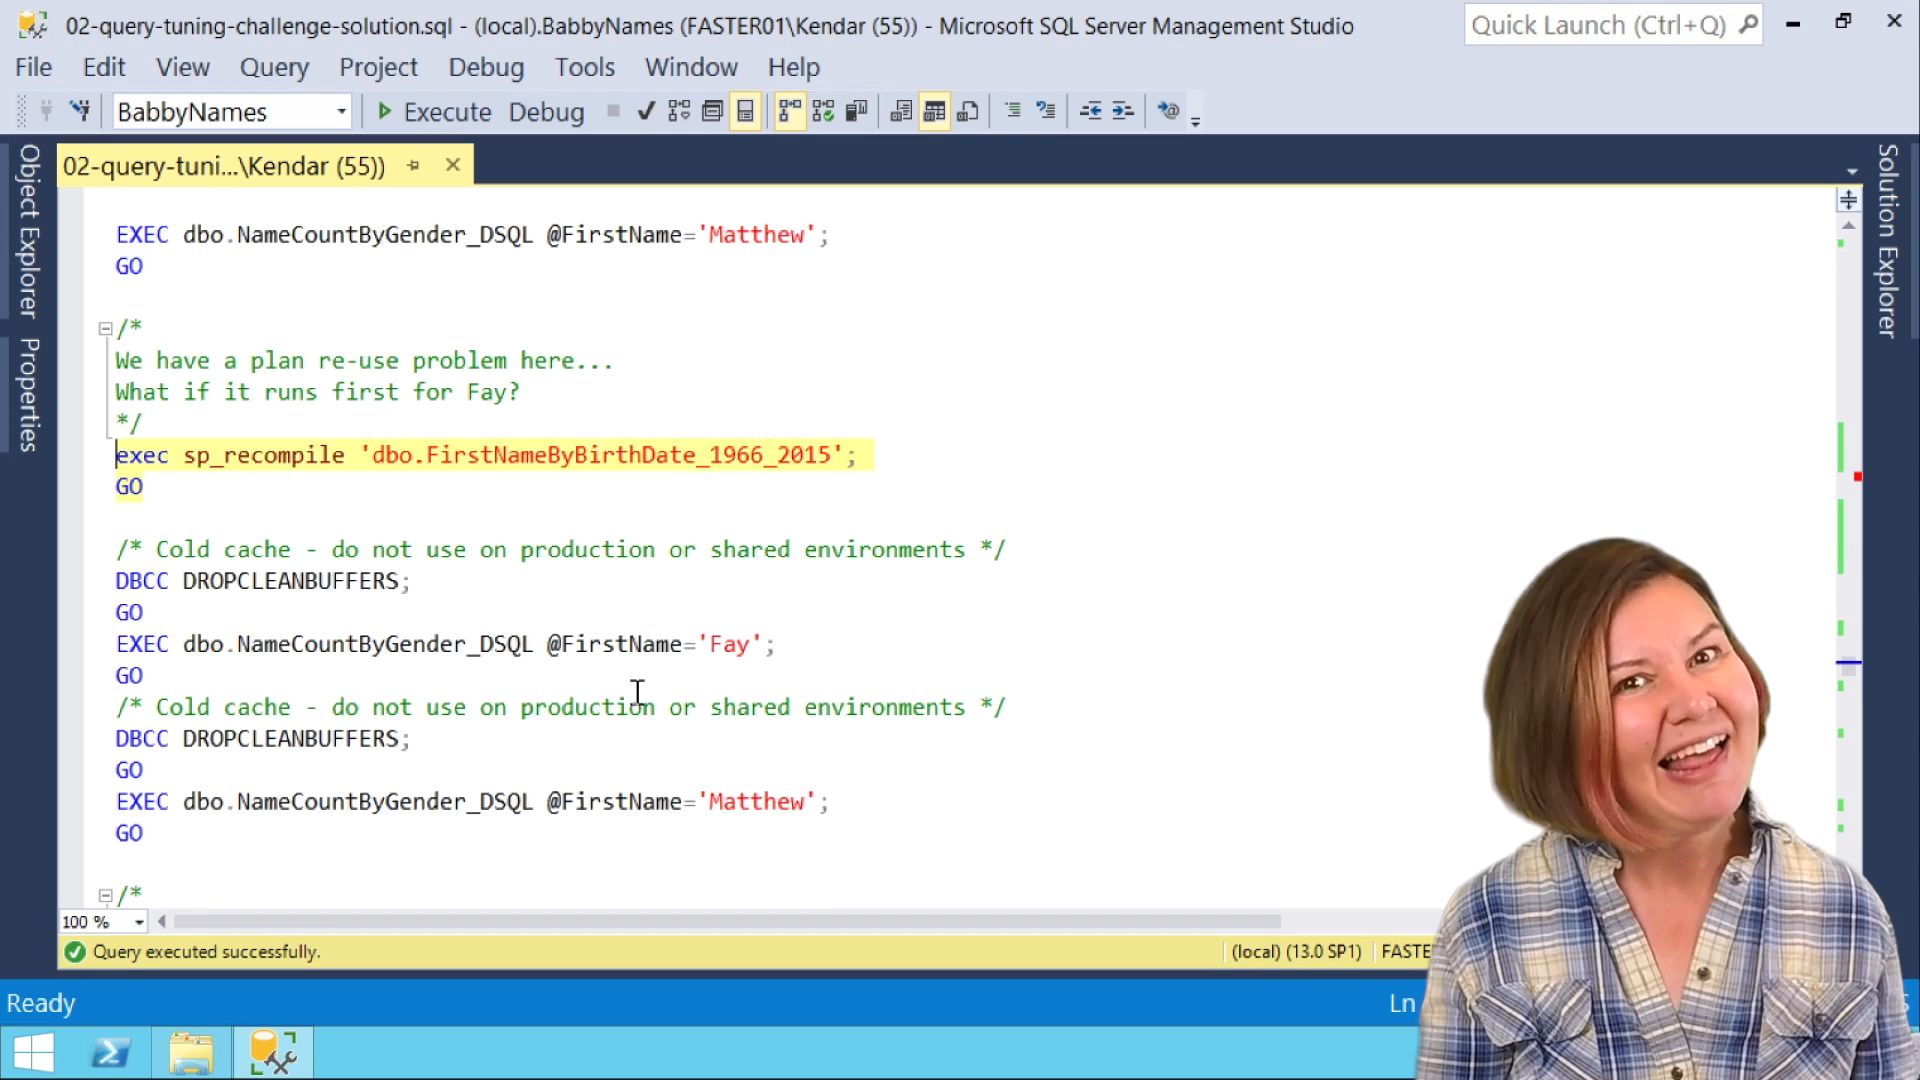 02-query-tuning-challenge-solution.sql - (local).BabbyNames (FASTER01\Kendar (55)) - Microsoft SQL Server Management Studio
Quick Launch (Ctrl+Q)
File Edit View Query Project Debug Tools Window Help
BabbyNames Execute Debug
Object Explorer
Properties
Solution Explorer
02-query-tuni...\Kendar (55))
EXEC dbo.NameCountByGender_DSQL @FirstName='Matthew';
GO
/*
We have a plan re-use problem here...
What if it runs first for Fay?
*/
exec sp_recompile 'dbo.FirstNameByBirthDate_1966_2015';
GO
/* Cold cache - do not use on production or shared environments */
DBCC DROPCLEANBUFFERS;
GO
EXEC dbo.NameCountByGender_DSQL @FirstName='Fay';
GO
/* Cold cache - do not use on production or shared environments */
DBCC DROPCLEANBUFFERS;
GO
EXEC dbo.NameCountByGender_DSQL @FirstName='Matthew';
GO
/*
100 %
Query executed successfully.
(local) (13.0 SP1)
FASTE
Ready
Ln